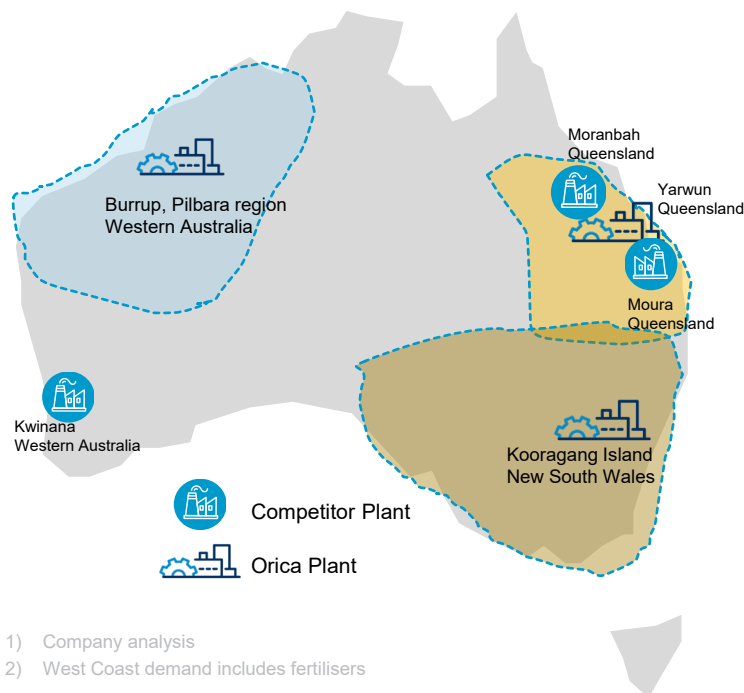 Moranbah
Queensland
Yarwun
Queensland
Burrup, Pilbara region
Western Australia
Moura
Queensland
Kwinana
Western Australia
Kooragang Island
New South Wales
Competitor Plant
Orica Plant
1) Company analysis
2) West Coast demand includes fertilisers